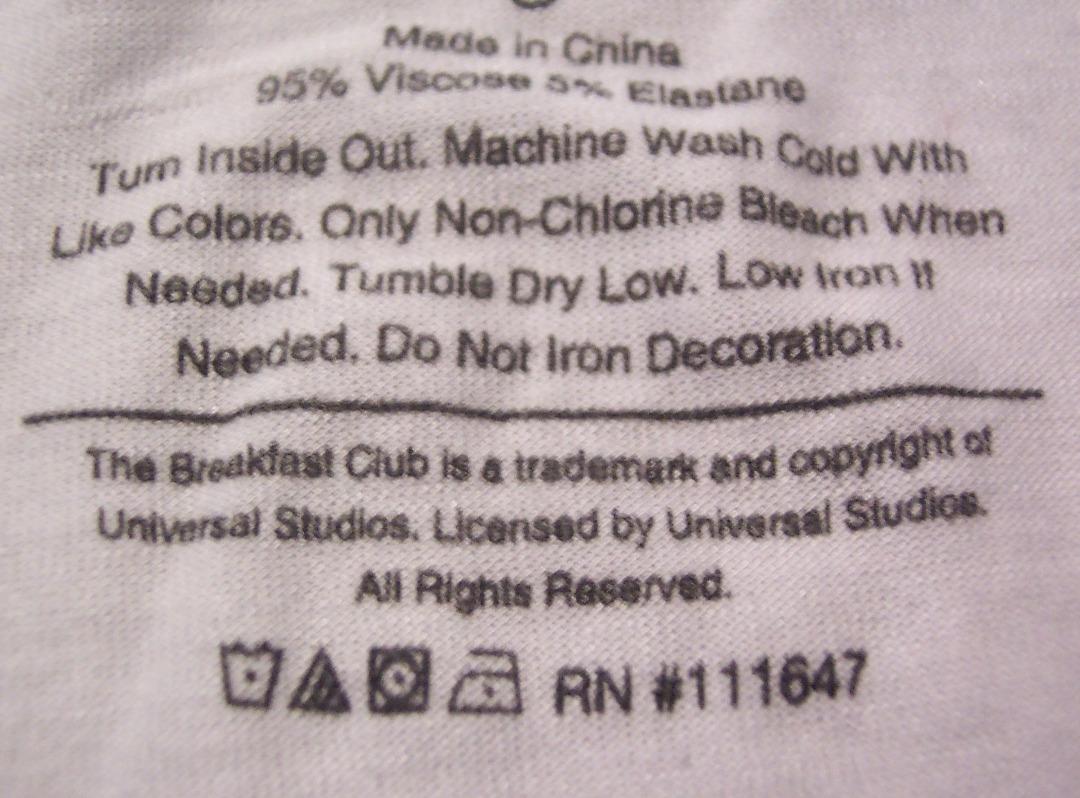 Made in China
95% Viscose 5% Elastane
Turn Inside Out. Machine Wash Cold With
Like Colors. Only Non-Chlorine Bleach When
Needed. Tumble Dry Low. Low Iron If
Needed. Do Not Iron Decoration.
The Breakfast Club is a trademark and copyright of
Universal Studios. Licensed by Universal Studios.
All Rights Reserved.
RN #111647